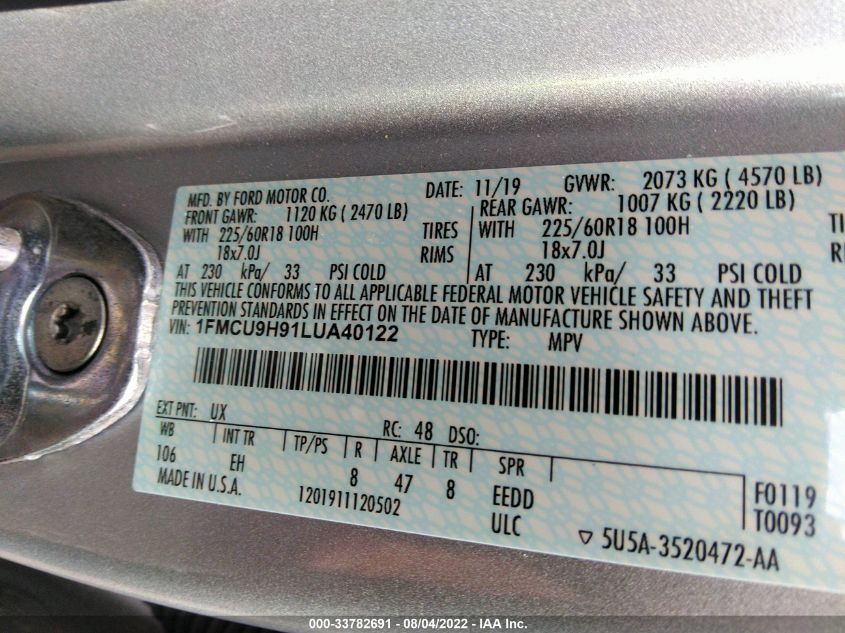 MFD. BY FORD MOTOR CO.
DATE: 11/19 GVWR: 2073 KG ( 4570 LB)
FRONT GAWR: 1120 KG ( 2470 LB) REAR GAWR: 1007 KG ( 2220 LB)
WITH 225/60R18 100H TIRES WITH 225/60R18 100H
18x7.0J RIMS 18x7.0J
AT 230 kPa/ 33 PSI COLD AT 230 kPa/ 33 PSI COLD
THIS VEHICLE CONFORMS TO ALL APPLICABLE FEDERAL MOTOR VEHICLE SAFETY AND THEFT
PREVENTION STANDARDS IN EFFECT ON THE DATE OF MANUFACTURE SHOWN ABOVE.
VIN: 1FMCU9H91LUA40122 TYPE: MPV
EXT PNT: UX RC: 48 DSO:
WB INT TR TP/PS R AXLE TR SPR
106 EH 8 47 8 EEDD
MADE IN U.S.A. 1201911120502 ULC
F0119
T0093
▽ 5U5A-3520472-AA
000-33782691 - 08/04/2022 - IAA Inc.